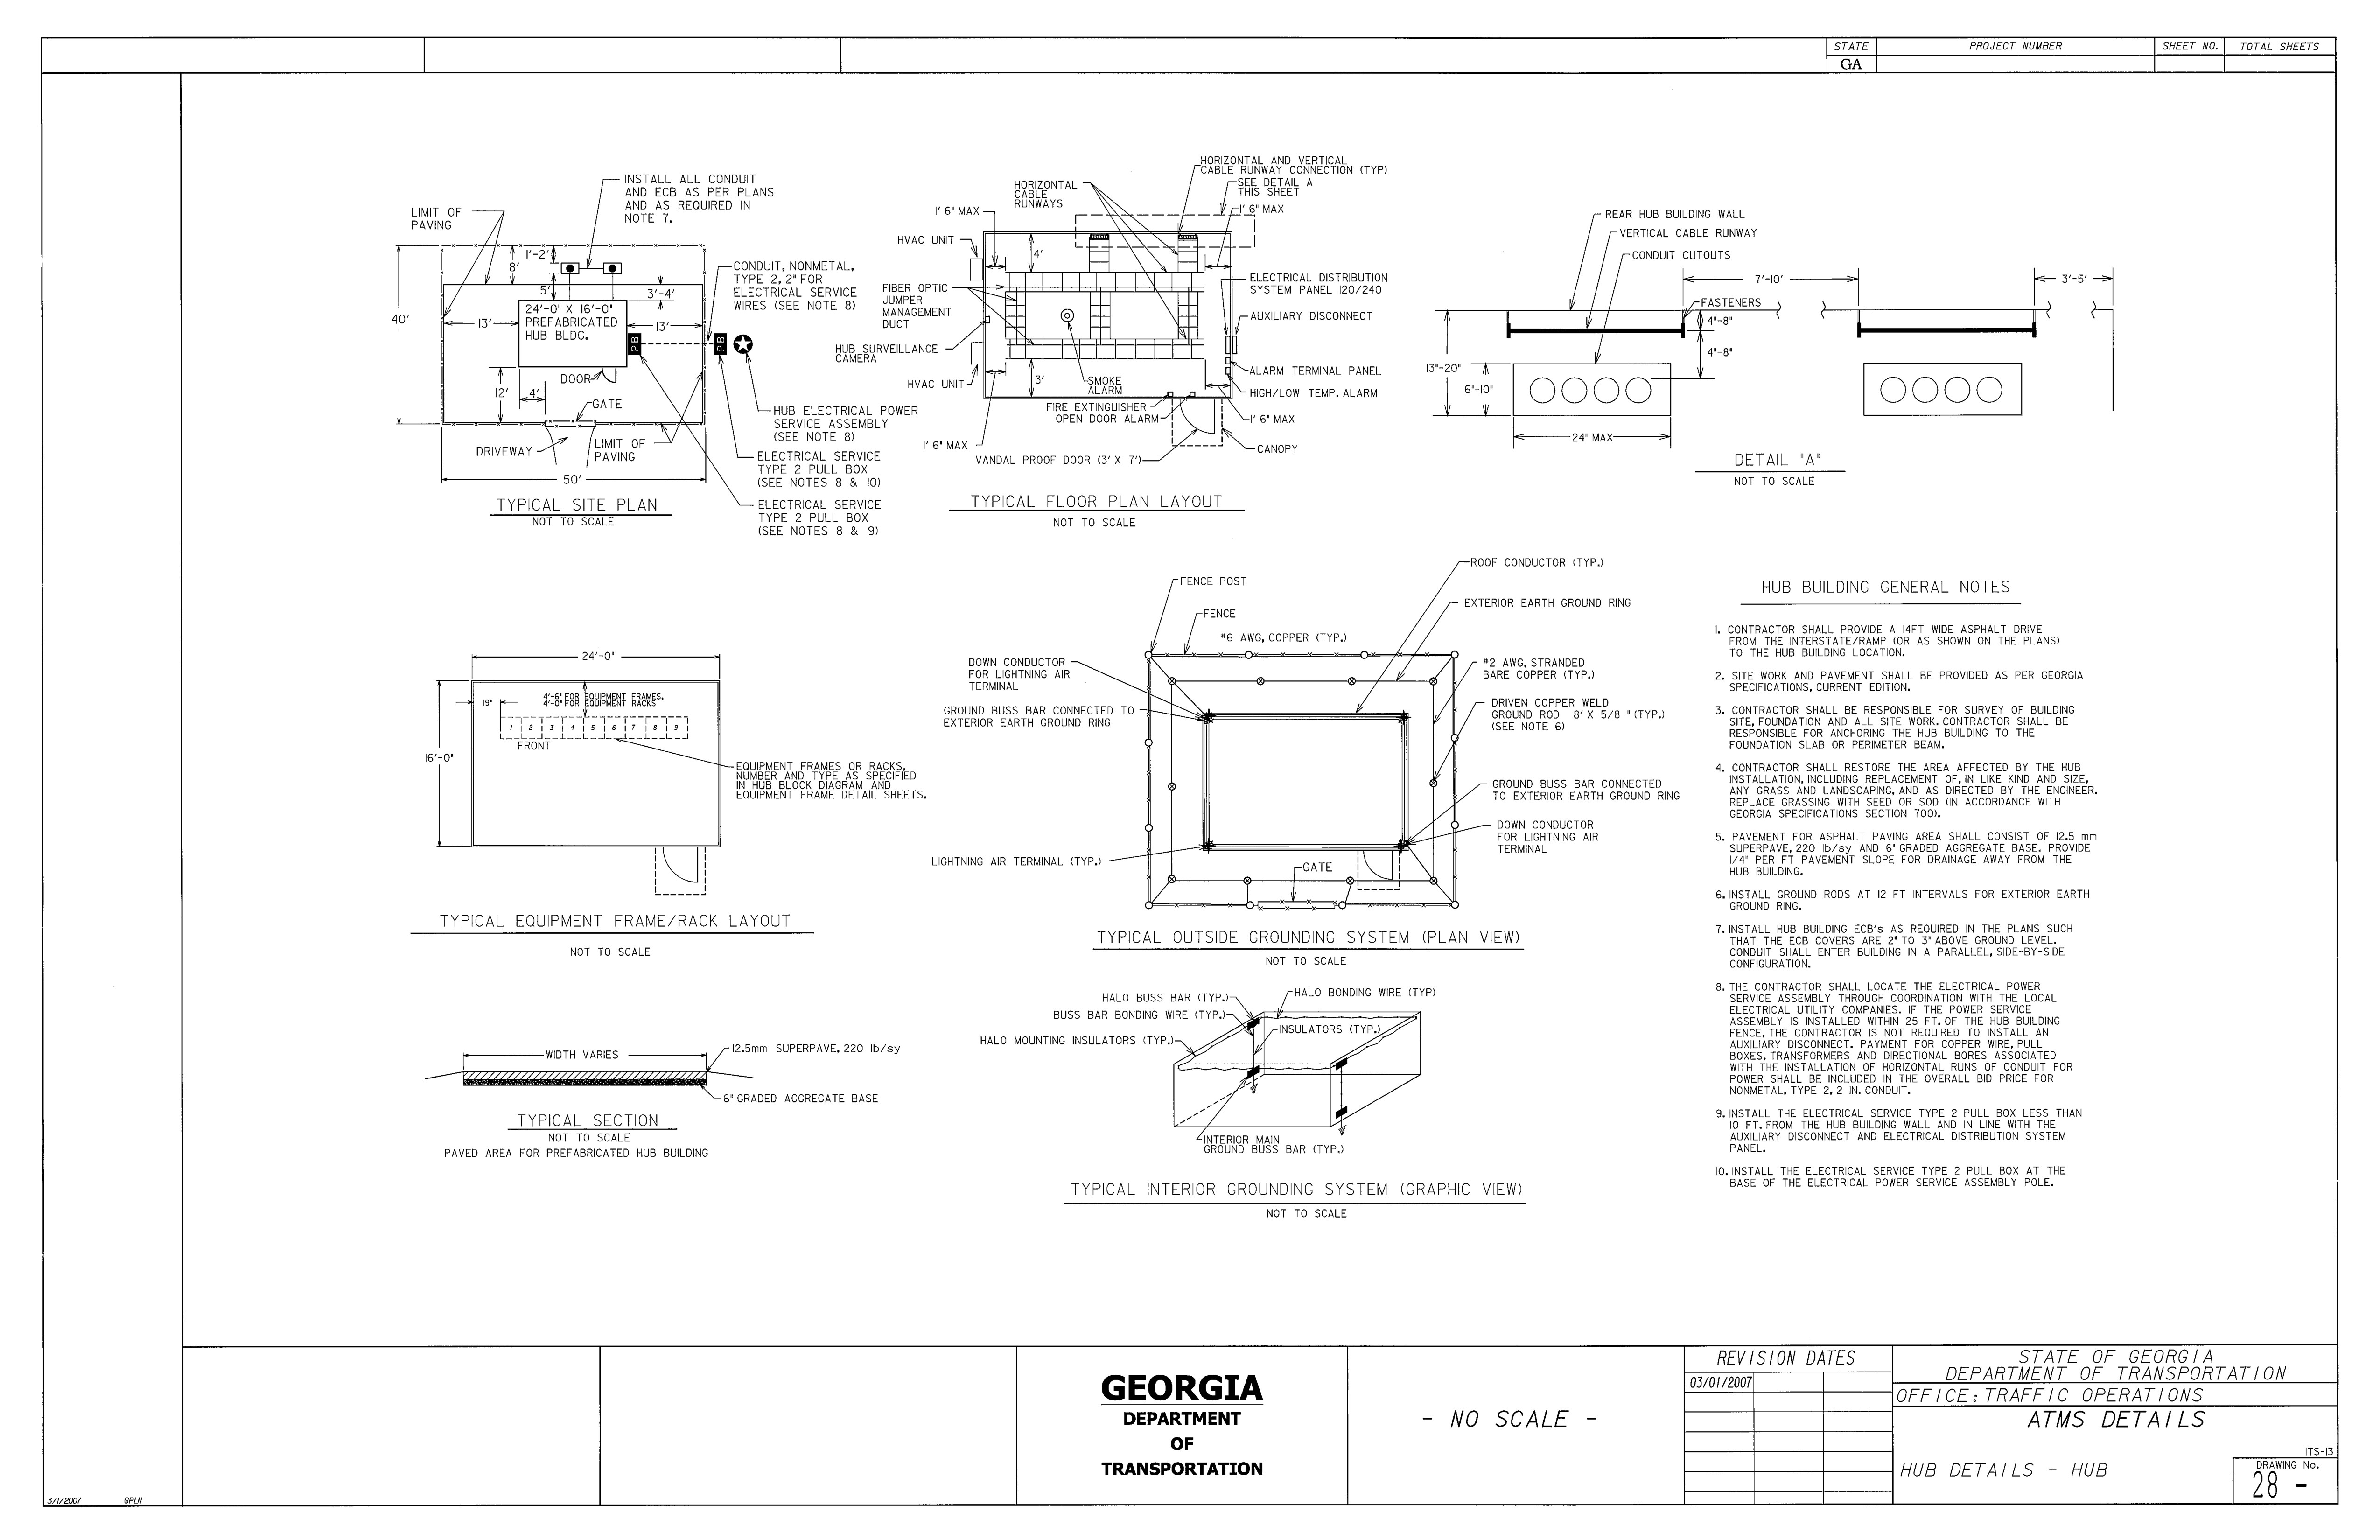 STATE
PROJECT NUMBER
SHEET NO.
TOTAL SHEETS
GA
INSTALL ALL CONDUIT
AND ECB AS PER PLANS
AND AS REQUIRED IN
NOTE 7.
LIMIT OF
PAVING
1'-2'
8'
5'
3'-4'
24'-0" X 16'-0"
PREFABRICATED
HUB BLDG.
40'
13'
13'
PB
PB
DOOR
12'
4'
GATE
DRIVEWAY
LIMIT OF
PAVING
50'
CONDUIT, NONMETAL,
TYPE 2, 2" FOR
ELECTRICAL SERVICE
WIRES (SEE NOTE 8)
HUB ELECTRICAL POWER
SERVICE ASSEMBLY
(SEE NOTE 8)
ELECTRICAL SERVICE
TYPE 2 PULL BOX
(SEE NOTES 8 & 10)
ELECTRICAL SERVICE
TYPE 2 PULL BOX
(SEE NOTES 8 & 9)
TYPICAL SITE PLAN
NOT TO SCALE
HORIZONTAL AND VERTICAL
CABLE RUNWAY CONNECTION (TYP)
SEE DETAIL A
THIS SHEET
HORIZONTAL
CABLE
RUNWAYS
1' 6" MAX
1' 6" MAX
HVAC UNIT
4'
FIBER OPTIC
JUMPER
MANAGEMENT
DUCT
ELECTRICAL DISTRIBUTION
SYSTEM PANEL 120/240
AUXILIARY DISCONNECT
HUB SURVEILLANCE
CAMERA
HVAC UNIT
3'
SMOKE
ALARM
ALARM TERMINAL PANEL
HIGH/LOW TEMP. ALARM
FIRE EXTINGUISHER
OPEN DOOR ALARM
1' 6" MAX
1' 6" MAX
CANOPY
VANDAL PROOF DOOR (3' X 7')
TYPICAL FLOOR PLAN LAYOUT
NOT TO SCALE
REAR HUB BUILDING WALL
VERTICAL CABLE RUNWAY
CONDUIT CUTOUTS
7'-10'
3'-5'
FASTENERS
4"-8"
4"-8"
13"-20"
6"-10"
24" MAX
DETAIL "A"
NOT TO SCALE
24'-0"
4'-6" FOR EQUIPMENT FRAMES.
4'-0" FOR EQUIPMENT RACKS
19"
1 2 3 4 5 6 7 8 9
FRONT
16'-0"
EQUIPMENT FRAMES OR RACKS,
NUMBER AND TYPE AS SPECIFIED
IN HUB BLOCK DIAGRAM AND
EQUIPMENT FRAME DETAIL SHEETS.
TYPICAL EQUIPMENT FRAME/RACK LAYOUT
NOT TO SCALE
ROOF CONDUCTOR (TYP.)
FENCE POST
EXTERIOR EARTH GROUND RING
FENCE
#6 AWG, COPPER (TYP.)
DOWN CONDUCTOR
FOR LIGHTNING AIR
TERMINAL
#2 AWG, STRANDED
BARE COPPER (TYP.)
GROUND BUSS BAR CONNECTED TO
EXTERIOR EARTH GROUND RING
DRIVEN COPPER WELD
GROUND ROD 8' X 5/8 " (TYP.)
(SEE NOTE 6)
GROUND BUSS BAR CONNECTED
TO EXTERIOR EARTH GROUND RING
DOWN CONDUCTOR
FOR LIGHTNING AIR
TERMINAL
LIGHTNING AIR TERMINAL (TYP.)
GATE
TYPICAL OUTSIDE GROUNDING SYSTEM (PLAN VIEW)
NOT TO SCALE
WIDTH VARIES
12.5mm SUPERPAVE, 220 lb/sy
6" GRADED AGGREGATE BASE
TYPICAL SECTION
NOT TO SCALE
PAVED AREA FOR PREFABRICATED HUB BUILDING
HALO BUSS BAR (TYP.)
HALO BONDING WIRE (TYP)
BUSS BAR BONDING WIRE (TYP.)
INSULATORS (TYP.)
HALO MOUNTING INSULATORS (TYP.)
INTERIOR MAIN
GROUND BUSS BAR (TYP.)
TYPICAL INTERIOR GROUNDING SYSTEM (GRAPHIC VIEW)
NOT TO SCALE
HUB BUILDING GENERAL NOTES
1. CONTRACTOR SHALL PROVIDE A 14FT WIDE ASPHALT DRIVE
FROM THE INTERSTATE/RAMP (OR AS SHOWN ON THE PLANS)
TO THE HUB BUILDING LOCATION.
2. SITE WORK AND PAVEMENT SHALL BE PROVIDED AS PER GEORGIA
SPECIFICATIONS, CURRENT EDITION.
3. CONTRACTOR SHALL BE RESPONSIBLE FOR SURVEY OF BUILDING
SITE, FOUNDATION AND ALL SITE WORK. CONTRACTOR SHALL BE
RESPONSIBLE FOR ANCHORING THE HUB BUILDING TO THE
FOUNDATION SLAB OR PERIMETER BEAM.
4. CONTRACTOR SHALL RESTORE THE AREA AFFECTED BY THE HUB
INSTALLATION, INCLUDING REPLACEMENT OF, IN LIKE KIND AND SIZE,
ANY GRASS AND LANDSCAPING, AND AS DIRECTED BY THE ENGINEER.
REPLACE GRASSING WITH SEED OR SOD (IN ACCORDANCE WITH
GEORGIA SPECIFICATIONS SECTION 700).
5. PAVEMENT FOR ASPHALT PAVING AREA SHALL CONSIST OF 12.5 mm
SUPERPAVE, 220 lb/sy AND 6" GRADED AGGREGATE BASE. PROVIDE
1/4" PER FT PAVEMENT SLOPE FOR DRAINAGE AWAY FROM THE
HUB BUILDING.
6. INSTALL GROUND RODS AT 12 FT INTERVALS FOR EXTERIOR EARTH
GROUND RING.
7. INSTALL HUB BUILDING ECB's AS REQUIRED IN THE PLANS SUCH
THAT THE ECB COVERS ARE 2" TO 3" ABOVE GROUND LEVEL.
CONDUIT SHALL ENTER BUILDING IN A PARALLEL, SIDE-BY-SIDE
CONFIGURATION.
8. THE CONTRACTOR SHALL LOCATE THE ELECTRICAL POWER
SERVICE ASSEMBLY THROUGH COORDINATION WITH THE LOCAL
ELECTRICAL UTILITY COMPANIES. IF THE POWER SERVICE
ASSEMBLY IS INSTALLED WITHIN 25 FT. OF THE HUB BUILDING
FENCE, THE CONTRACTOR IS NOT REQUIRED TO INSTALL AN
AUXILIARY DISCONNECT. PAYMENT FOR COPPER WIRE, PULL
BOXES, TRANSFORMERS AND DIRECTIONAL BORES ASSOCIATED
WITH THE INSTALLATION OF HORIZONTAL RUNS OF CONDUIT FOR
POWER SHALL BE INCLUDED IN THE OVERALL BID PRICE FOR
NONMETAL, TYPE 2, 2 IN. CONDUIT.
9. INSTALL THE ELECTRICAL SERVICE TYPE 2 PULL BOX LESS THAN
10 FT. FROM THE HUB BUILDING WALL AND IN LINE WITH THE
AUXILIARY DISCONNECT AND ELECTRICAL DISTRIBUTION SYSTEM
PANEL.
10. INSTALL THE ELECTRICAL SERVICE TYPE 2 PULL BOX AT THE
BASE OF THE ELECTRICAL POWER SERVICE ASSEMBLY POLE.
3/1/2007
GPLN
GEORGIA
DEPARTMENT
OF
TRANSPORTATION
- NO SCALE -
REVISION DATES
03/01/2007
STATE OF GEORGIA
DEPARTMENT OF TRANSPORTATION
OFFICE: TRAFFIC OPERATIONS
ATMS DETAILS
ITS-13
HUB DETAILS - HUB
DRAWING No.
28 -